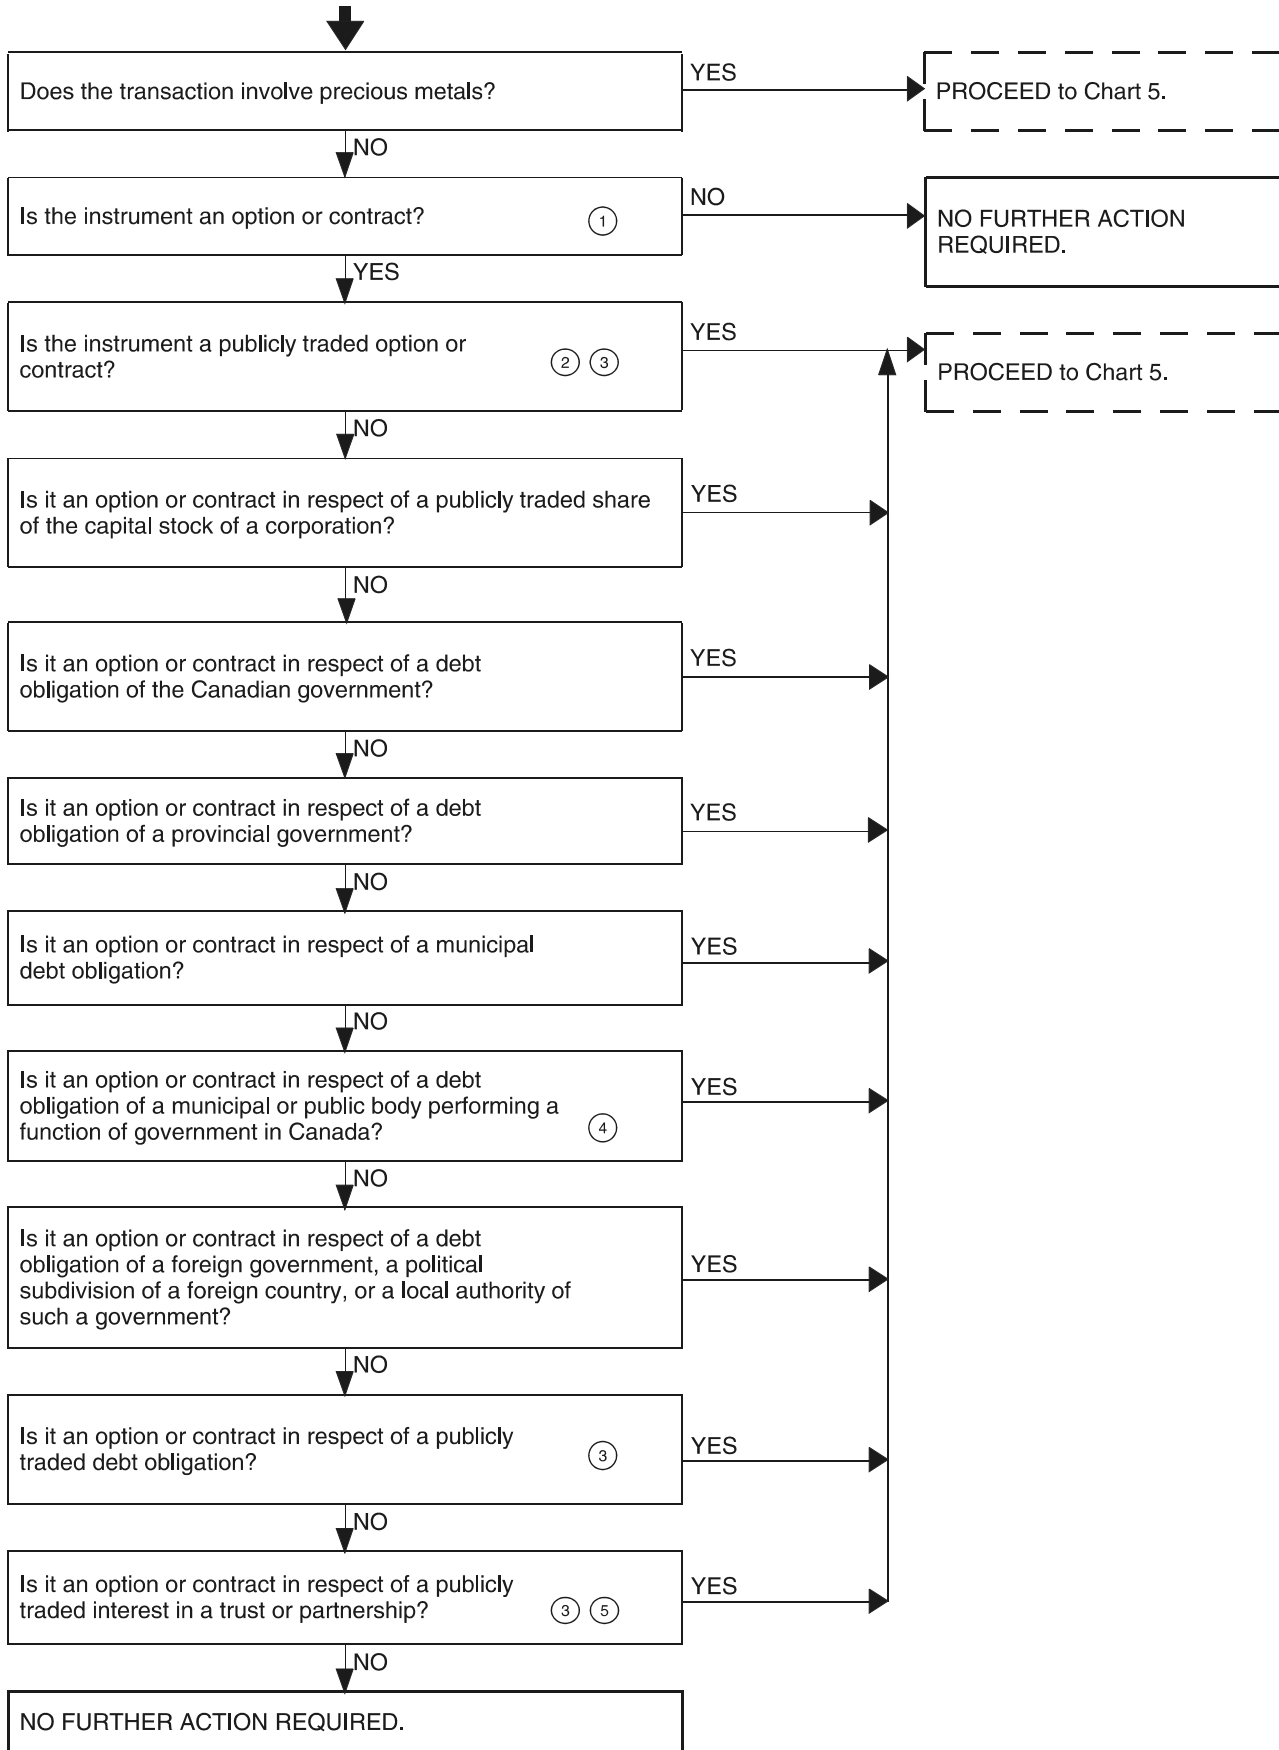 Does the transaction involve precious metals?
YES
PROCEED to Chart 5.
NO
Is the instrument an option or contract?
1
NO
NO FURTHER ACTION
REQUIRED.
YES
Is the instrument a publicly traded option or
contract?
2 3
YES
PROCEED to Chart 5.
NO
Is it an option or contract in respect of a publicly traded share
of the capital stock of a corporation?
YES
NO
Is it an option or contract in respect of a debt
obligation of the Canadian government?
YES
NO
Is it an option or contract in respect of a debt
obligation of a provincial government?
YES
NO
Is it an option or contract in respect of a municipal
debt obligation?
YES
NO
Is it an option or contract in respect of a debt
obligation of a municipal or public body performing a
function of government in Canada?
4
YES
NO
Is it an option or contract in respect of a debt
obligation of a foreign government, a political
subdivision of a foreign country, or a local authority of
such a government?
YES
NO
Is it an option or contract in respect of a publicly
traded debt obligation?
3
YES
NO
Is it an option or contract in respect of a publicly
traded interest in a trust or partnership?
3 5
YES
NO
NO FURTHER ACTION REQUIRED.